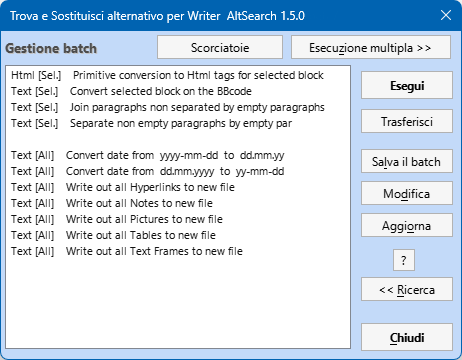 Trova e Sostituisci alternativo per Writer  AltSearch 1.5.0
Gestione batch
Scorciatoie
Esecuzione multipla >>
Html [Sel.]    Primitive conversion to Html tags for selected block
Text [Sel.]    Convert selected block on the BBcode
Text [Sel.]    Join paragraphs non separated by empty paragraphs
Text [Sel.]    Separate non empty paragraphs by empty par
Text [All]    Convert date from  yyyy-mm-dd  to  dd.mm.yy
Text [All]    Convert date from  dd.mm.yyyy  to  yy-mm-dd
Text [All]    Write out all Hyperlinks to new file
Text [All]    Write out all Notes to new file
Text [All]    Write out all Pictures to new file
Text [All]    Write out all Tables to new file
Text [All]    Write out all Text Frames to new file
Esegui
Trasferisci
Salva il batch
Modifica
Aggiorna
?
<< Ricerca
Chiudi